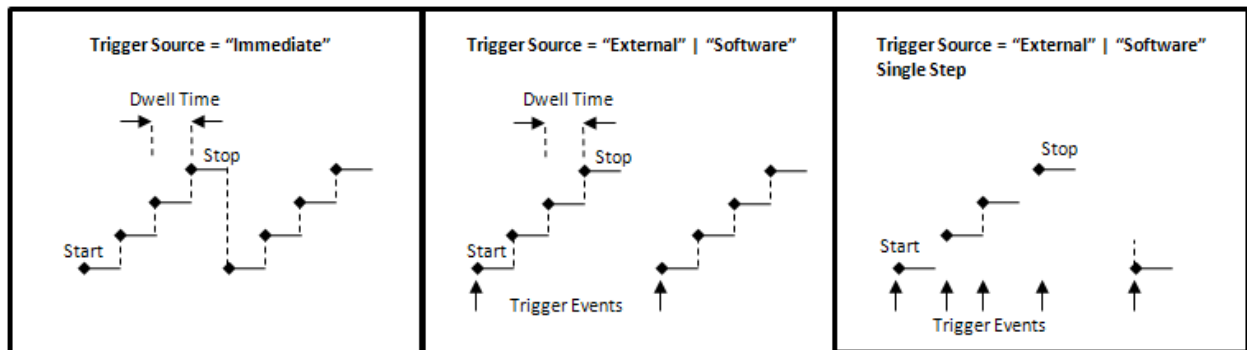 Trigger Source = “Immediate”
Dwell Time
Stop
Start
Trigger Source = “External” | “Software”
Dwell Time
Stop
Start
Trigger Events
Trigger Source = “External” | “Software”
Single Step
Stop
Start
Trigger Events